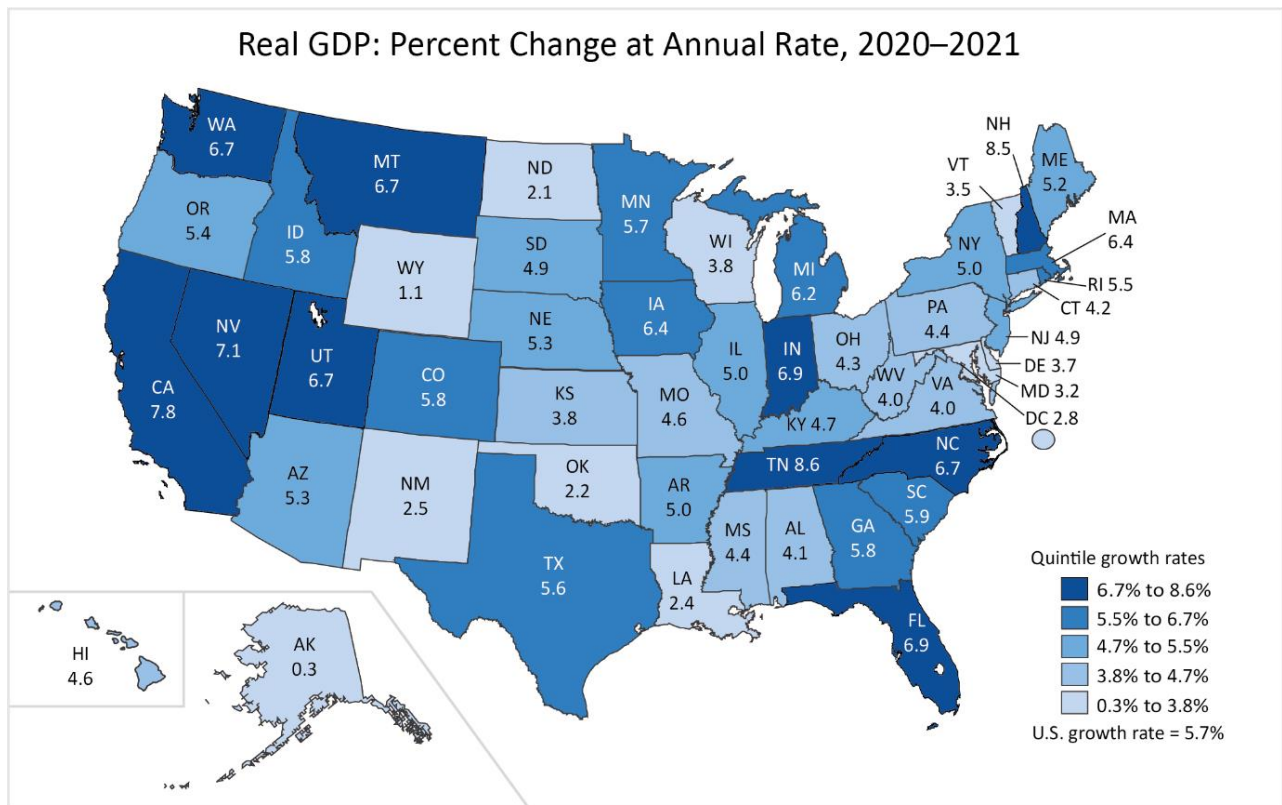 Real GDP: Percent Change at Annual Rate, 2020–2021
WA
6.7
MT
6.7
ND
2.1
MN
5.7
NH
8.5
VT
3.5
ME
5.2
OR
5.4
ID
5.8
WY
1.1
SD
4.9
WI
3.8
MI
6.2
NY
5.0
MA
6.4
RI 5.5
CT 4.2
NV
7.1
UT
6.7
CO
5.8
NE
5.3
IA
6.4
IL
5.0
IN
6.9
OH
4.3
PA
4.4
NJ 4.9
DE 3.7
MD 3.2
DC 2.8
CA
7.8
KS
3.8
MO
4.6
KY 4.7
WV
4.0
VA
4.0
AZ
5.3
NM
2.5
OK
2.2
AR
5.0
TN 8.6
NC
6.7
SC
5.9
TX
5.6
LA
2.4
MS
4.4
AL
4.1
GA
5.8
FL
6.9
HI
4.6
AK
0.3
Quintile growth rates
6.7% to 8.6%
5.5% to 6.7%
4.7% to 5.5%
3.8% to 4.7%
0.3% to 3.8%
U.S. growth rate = 5.7%